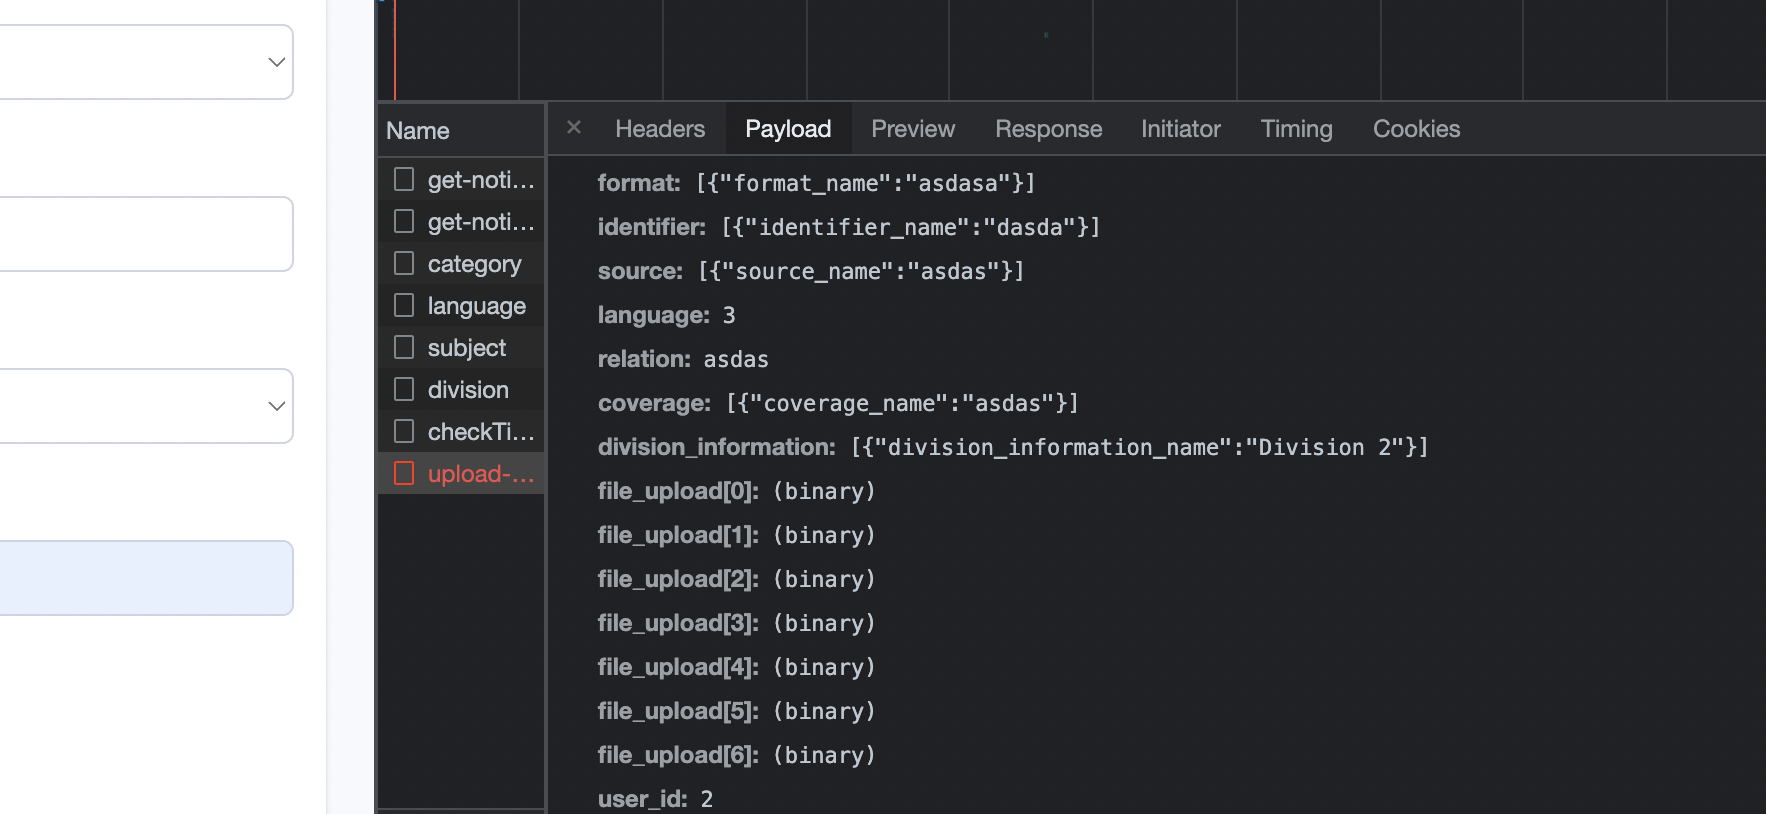 Name
× Headers Payload Preview Response Initiator Timing Cookies
get-noti...
get-noti...
category
language
subject
division
checkTi...
upload-...
format: [{"format_name":"asdasa"}]
identifier: [{"identifier_name":"dasda"}]
source: [{"source_name":"asdas"}]
language: 3
relation: asdas
coverage: [{"coverage_name":"asdas"}]
division_information: [{"division_information_name":"Division 2"}]
file_upload[0]: (binary)
file_upload[1]: (binary)
file_upload[2]: (binary)
file_upload[3]: (binary)
file_upload[4]: (binary)
file_upload[5]: (binary)
file_upload[6]: (binary)
user_id: 2